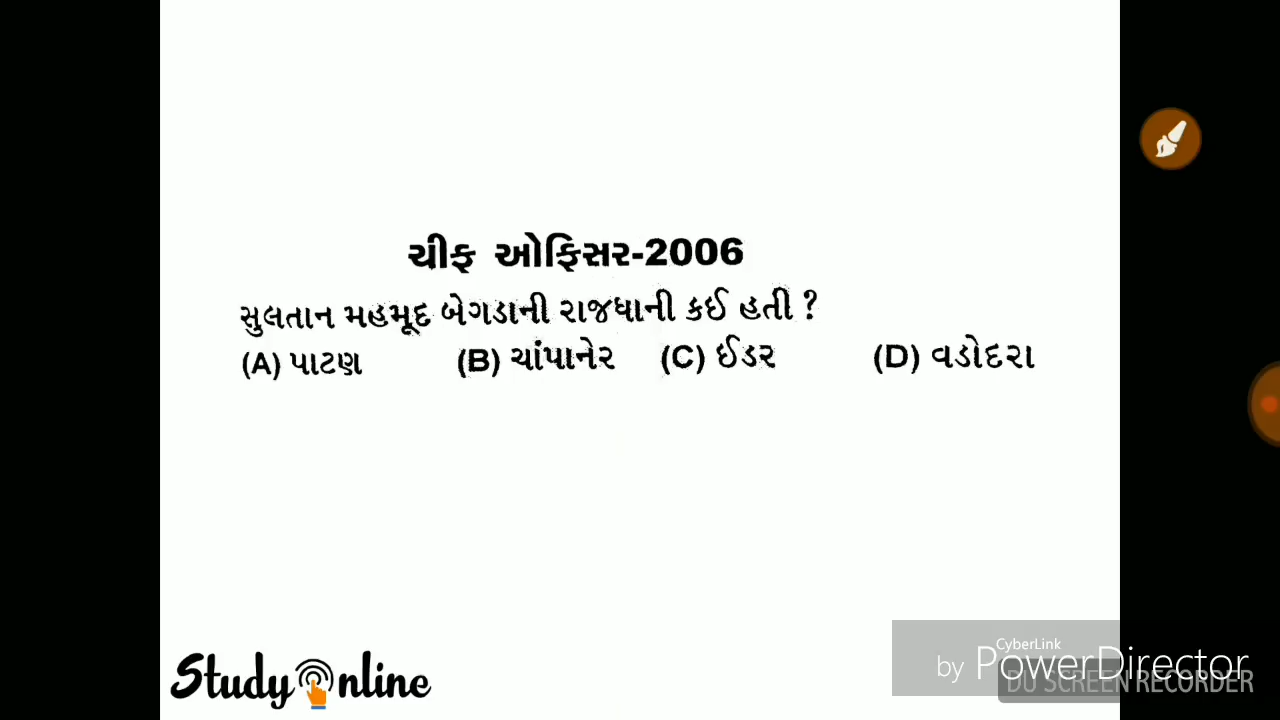 ચીફ ઓફિસર-2006
સુલતાન મહમૂદ બેગડાની રાજધાની કઈ હતી ?
(A) પાટણ (B) ચાંપાનેર (C) ઈડર (D) વડોદરા
Study Online
CyberLink
by PowerDirector
DU SCREEN RECORDER